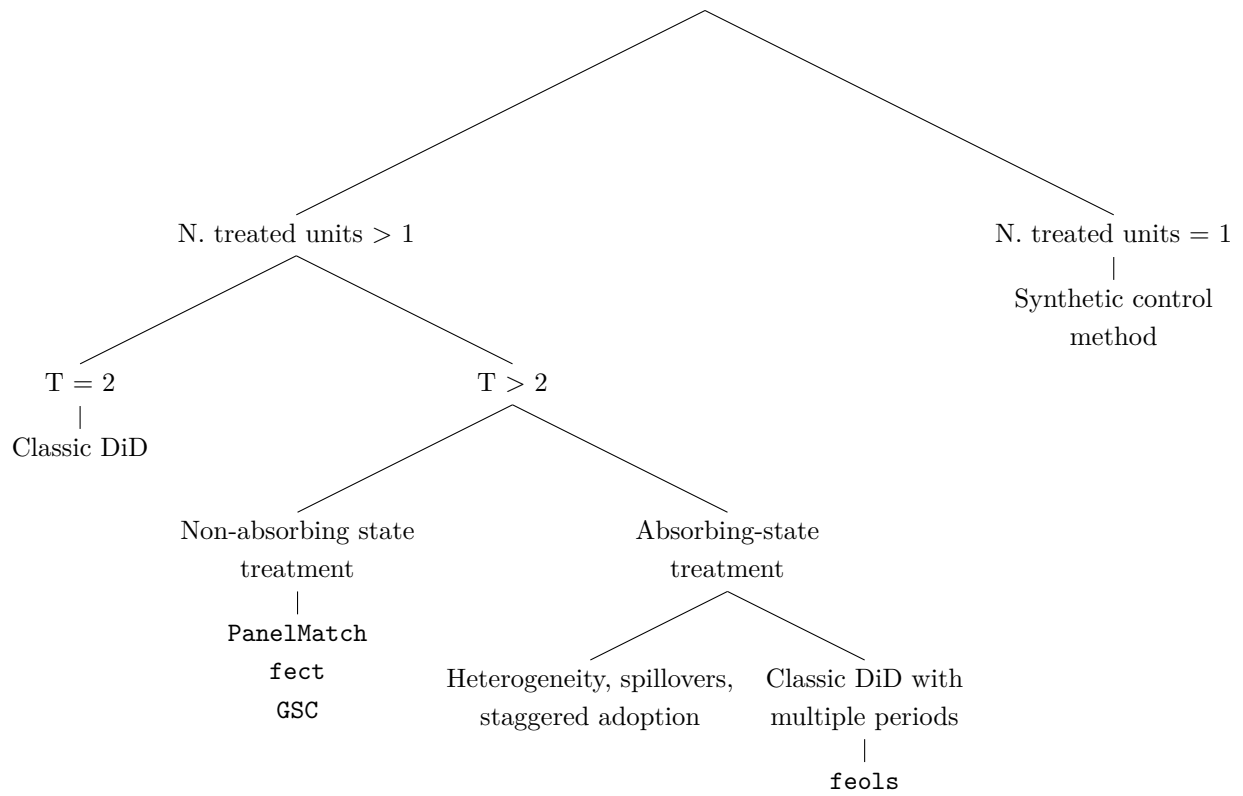 N. treated units > 1
N. treated units = 1
Synthetic control
method
T = 2
T > 2
Classic DiD
Non-absorbing state
treatment
Absorbing-state
treatment
PanelMatch
fect
GSC
Heterogeneity, spillovers,
staggered adoption
Classic DiD with
multiple periods
feols